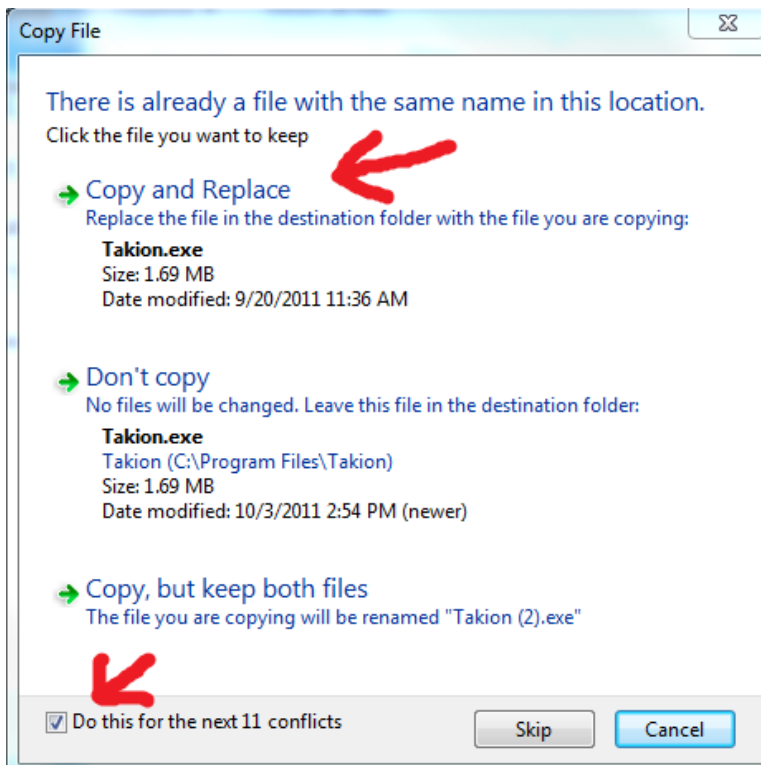 Copy File
There is already a file with the same name in this location.
Click the file you want to keep
Copy and Replace
Replace the file in the destination folder with the file you are copying:
Takion.exe
Size: 1.69 MB
Date modified: 9/20/2011 11:36 AM
Don't copy
No files will be changed. Leave this file in the destination folder:
Takion.exe
Takion (C:\Program Files\Takion)
Size: 1.69 MB
Date modified: 10/3/2011 2:54 PM (newer)
Copy, but keep both files
The file you are copying will be renamed "Takion (2).exe"
Do this for the next 11 conflicts
Skip
Cancel